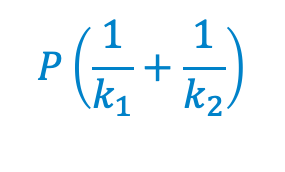 P(1/k₁ + 1/k₂)